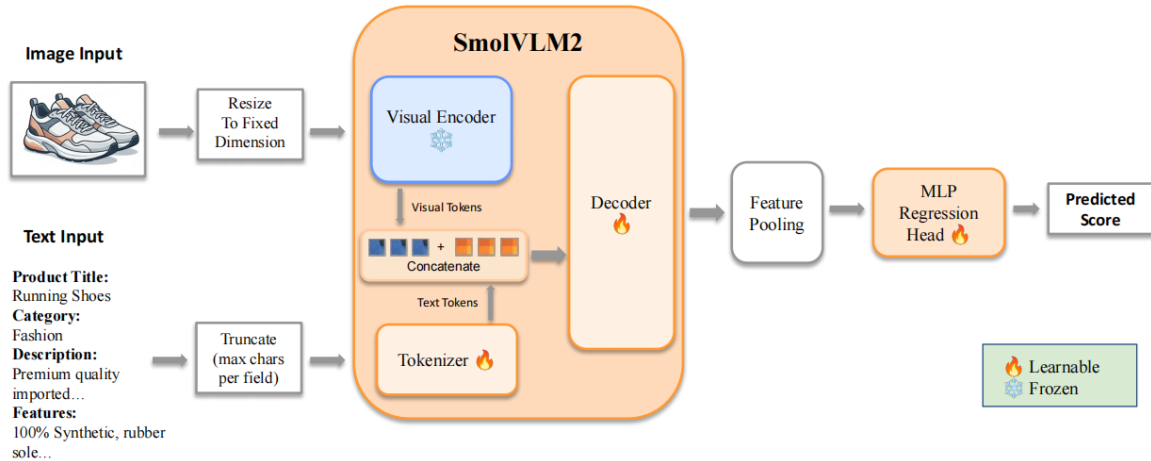 Image Input
Resize
To Fixed
Dimension
Text Input
Product Title:
Running Shoes
Category:
Fashion
Description:
Premium quality
imported…
Features:
100% Synthetic, rubber
sole…
Truncate
(max chars
per field)
SmolVLM2
Visual Encoder
Visual Tokens
+
Concatenate
Text Tokens
Tokenizer
Decoder
Feature
Pooling
MLP
Regression
Head
Predicted
Score
Learnable
Frozen